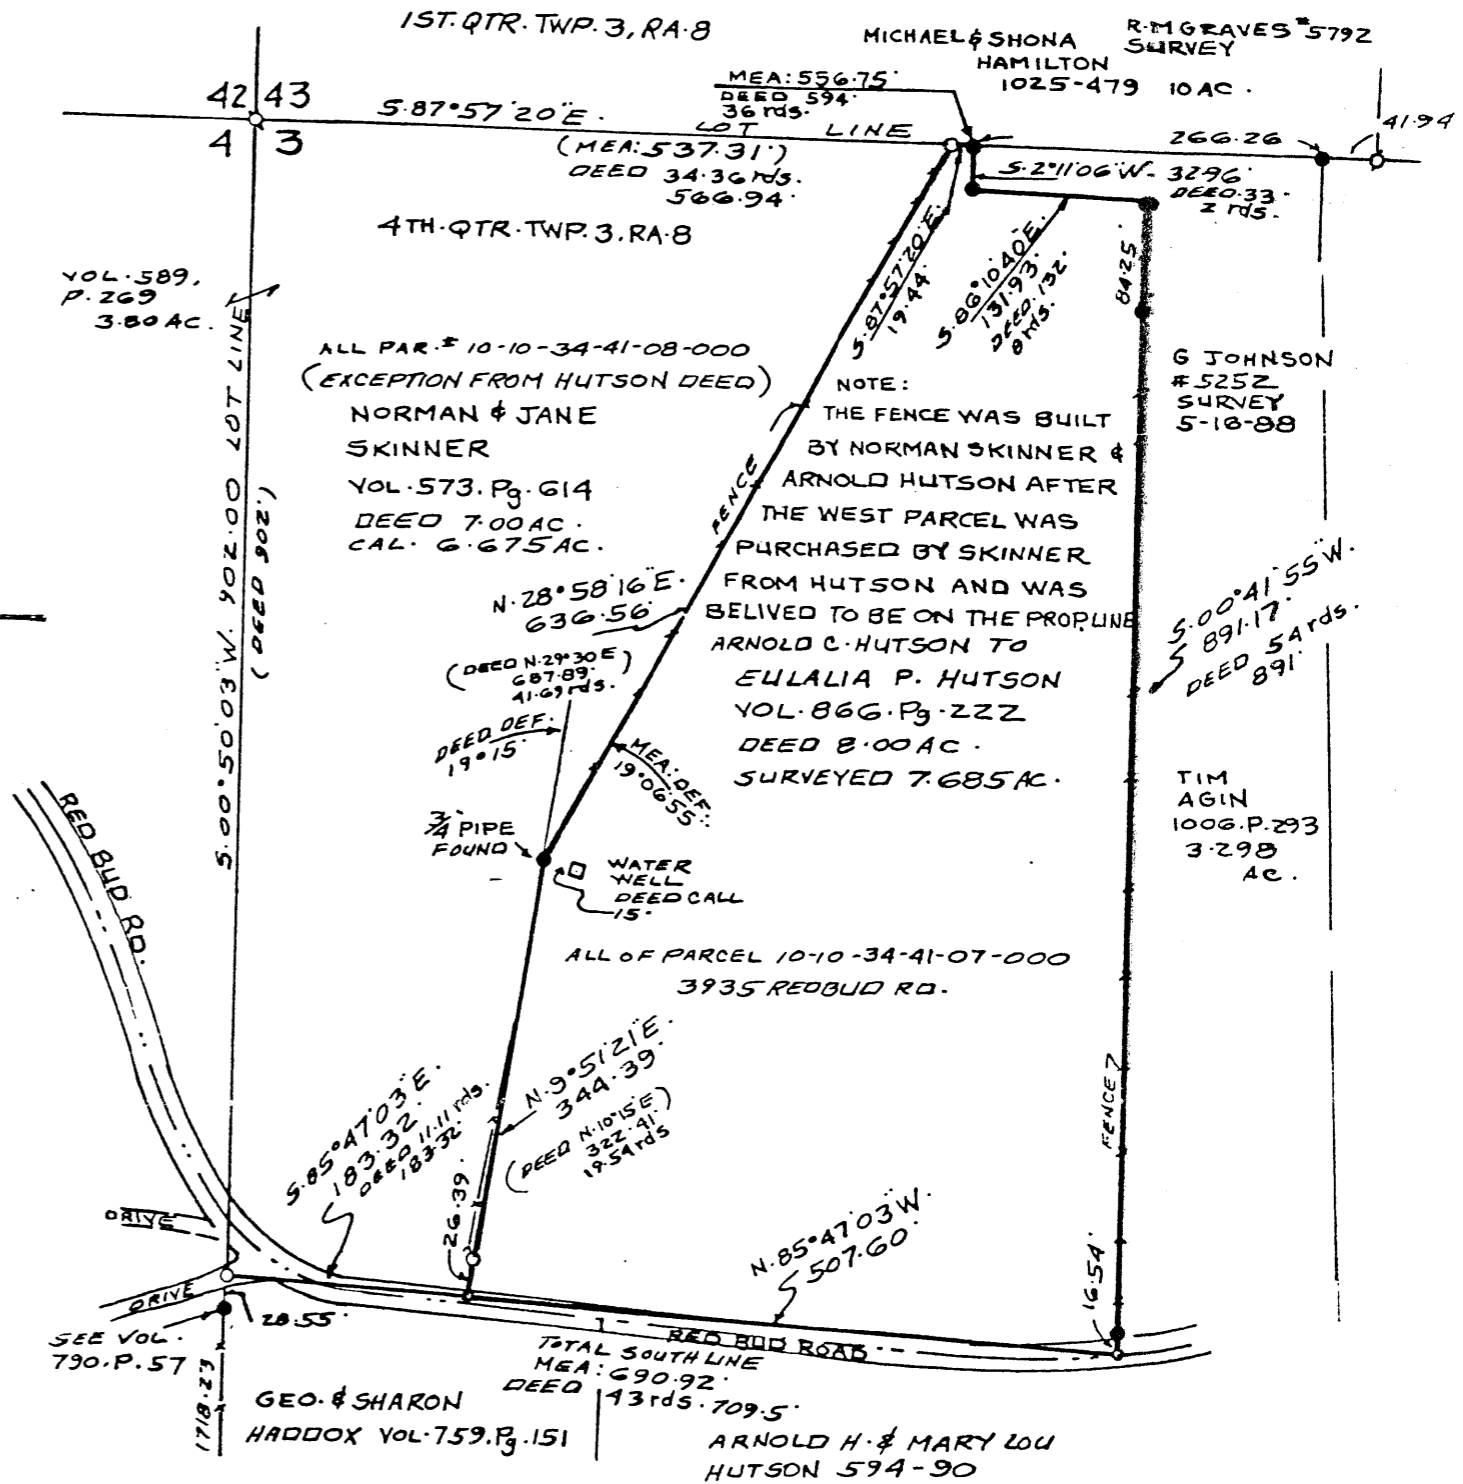 1ST. QTR. TWP. 3, RA. 8
MICHAEL & SHONA
HAMILTON
1025-479 10 AC.
R.M GRAVES #5792
SURVEY
MEA: 556.75'
DEED 594'
36 rds.
42 43
4 3
S. 87° 57' 20" E.
LOT LINE
266.26
41.94
(MEA: 537.31')
DEED 34.36 rds.
566.94'
S. 2° 11' 06" W - 32.96'
DEED. 33'
2 rds.
4TH. QTR. TWP. 3. RA. 8
VOL. 589,
P. 269
3.80 AC.
S. 87° 57' 20" E.
19.44'
S. 86° 10' 40" E.
131.93'
DEED. 132'
8 rds.
84.25'
ALL PAR. # 10-10-34-41-08-000
(EXCEPTION FROM HUTSON DEED)
NORMAN & JANE
SKINNER
VOL. 573. Pg. 614
DEED 7.00 AC.
CAL. 6.675 AC.
S. 00° 50' 03" W. 902.00 LOT LINE
(DEED 902')
G JOHNSON
#5252
SURVEY
5-18-88
NOTE:
THE FENCE WAS BUILT
BY NORMAN SKINNER &
ARNOLD HUTSON AFTER
THE WEST PARCEL WAS
PURCHASED BY SKINNER
FROM HUTSON AND WAS
BELIVED TO BE ON THE PROP.LINE
FENCE
N. 28° 58' 16" E.
636.56'
(DEED N. 29° 30 E)
687.89'
41.69 rds.
ARNOLD C. HUTSON TO
EULALIA P. HUTSON
VOL. 866. Pg. 222
DEED 8.00 AC.
SURVEYED 7.685 AC.
S. 00° 41' 55" W.
891.17'
DEED 54 rds.
891'
DEED DEF.
19° 15'
MEA: DEF.
19° 06' 55"
3/4" PIPE
FOUND
WATER
WELL
DEED CALL
15'
TIM
AGIN
1006. P. 293
3.298
AC.
RED BUD RD.
ALL OF PARCEL 10-10-34-41-07-000
3935 REDBUD RD.
N. 9° 51' 21" E.
344.39'
(DEED N. 10° 15' E)
322.41'
19.54 rds
S. 85° 47' 03" E.
183.32'
DEED 11.11 rds.
183.32'
26.39'
FENCE
N. 85° 47' 03" W.
507.60'
16.54'
DRIVE
DRIVE
28.55'
SEE VOL.
790. P. 57
1718.23
RED BUD ROAD
TOTAL SOUTH LINE
MEA: 690.92'
DEED 43 rds. 709.5'
GEO. & SHARON
HADDOX VOL. 759. Pg. 151
ARNOLD H. & MARY LOU
HUTSON 594-90